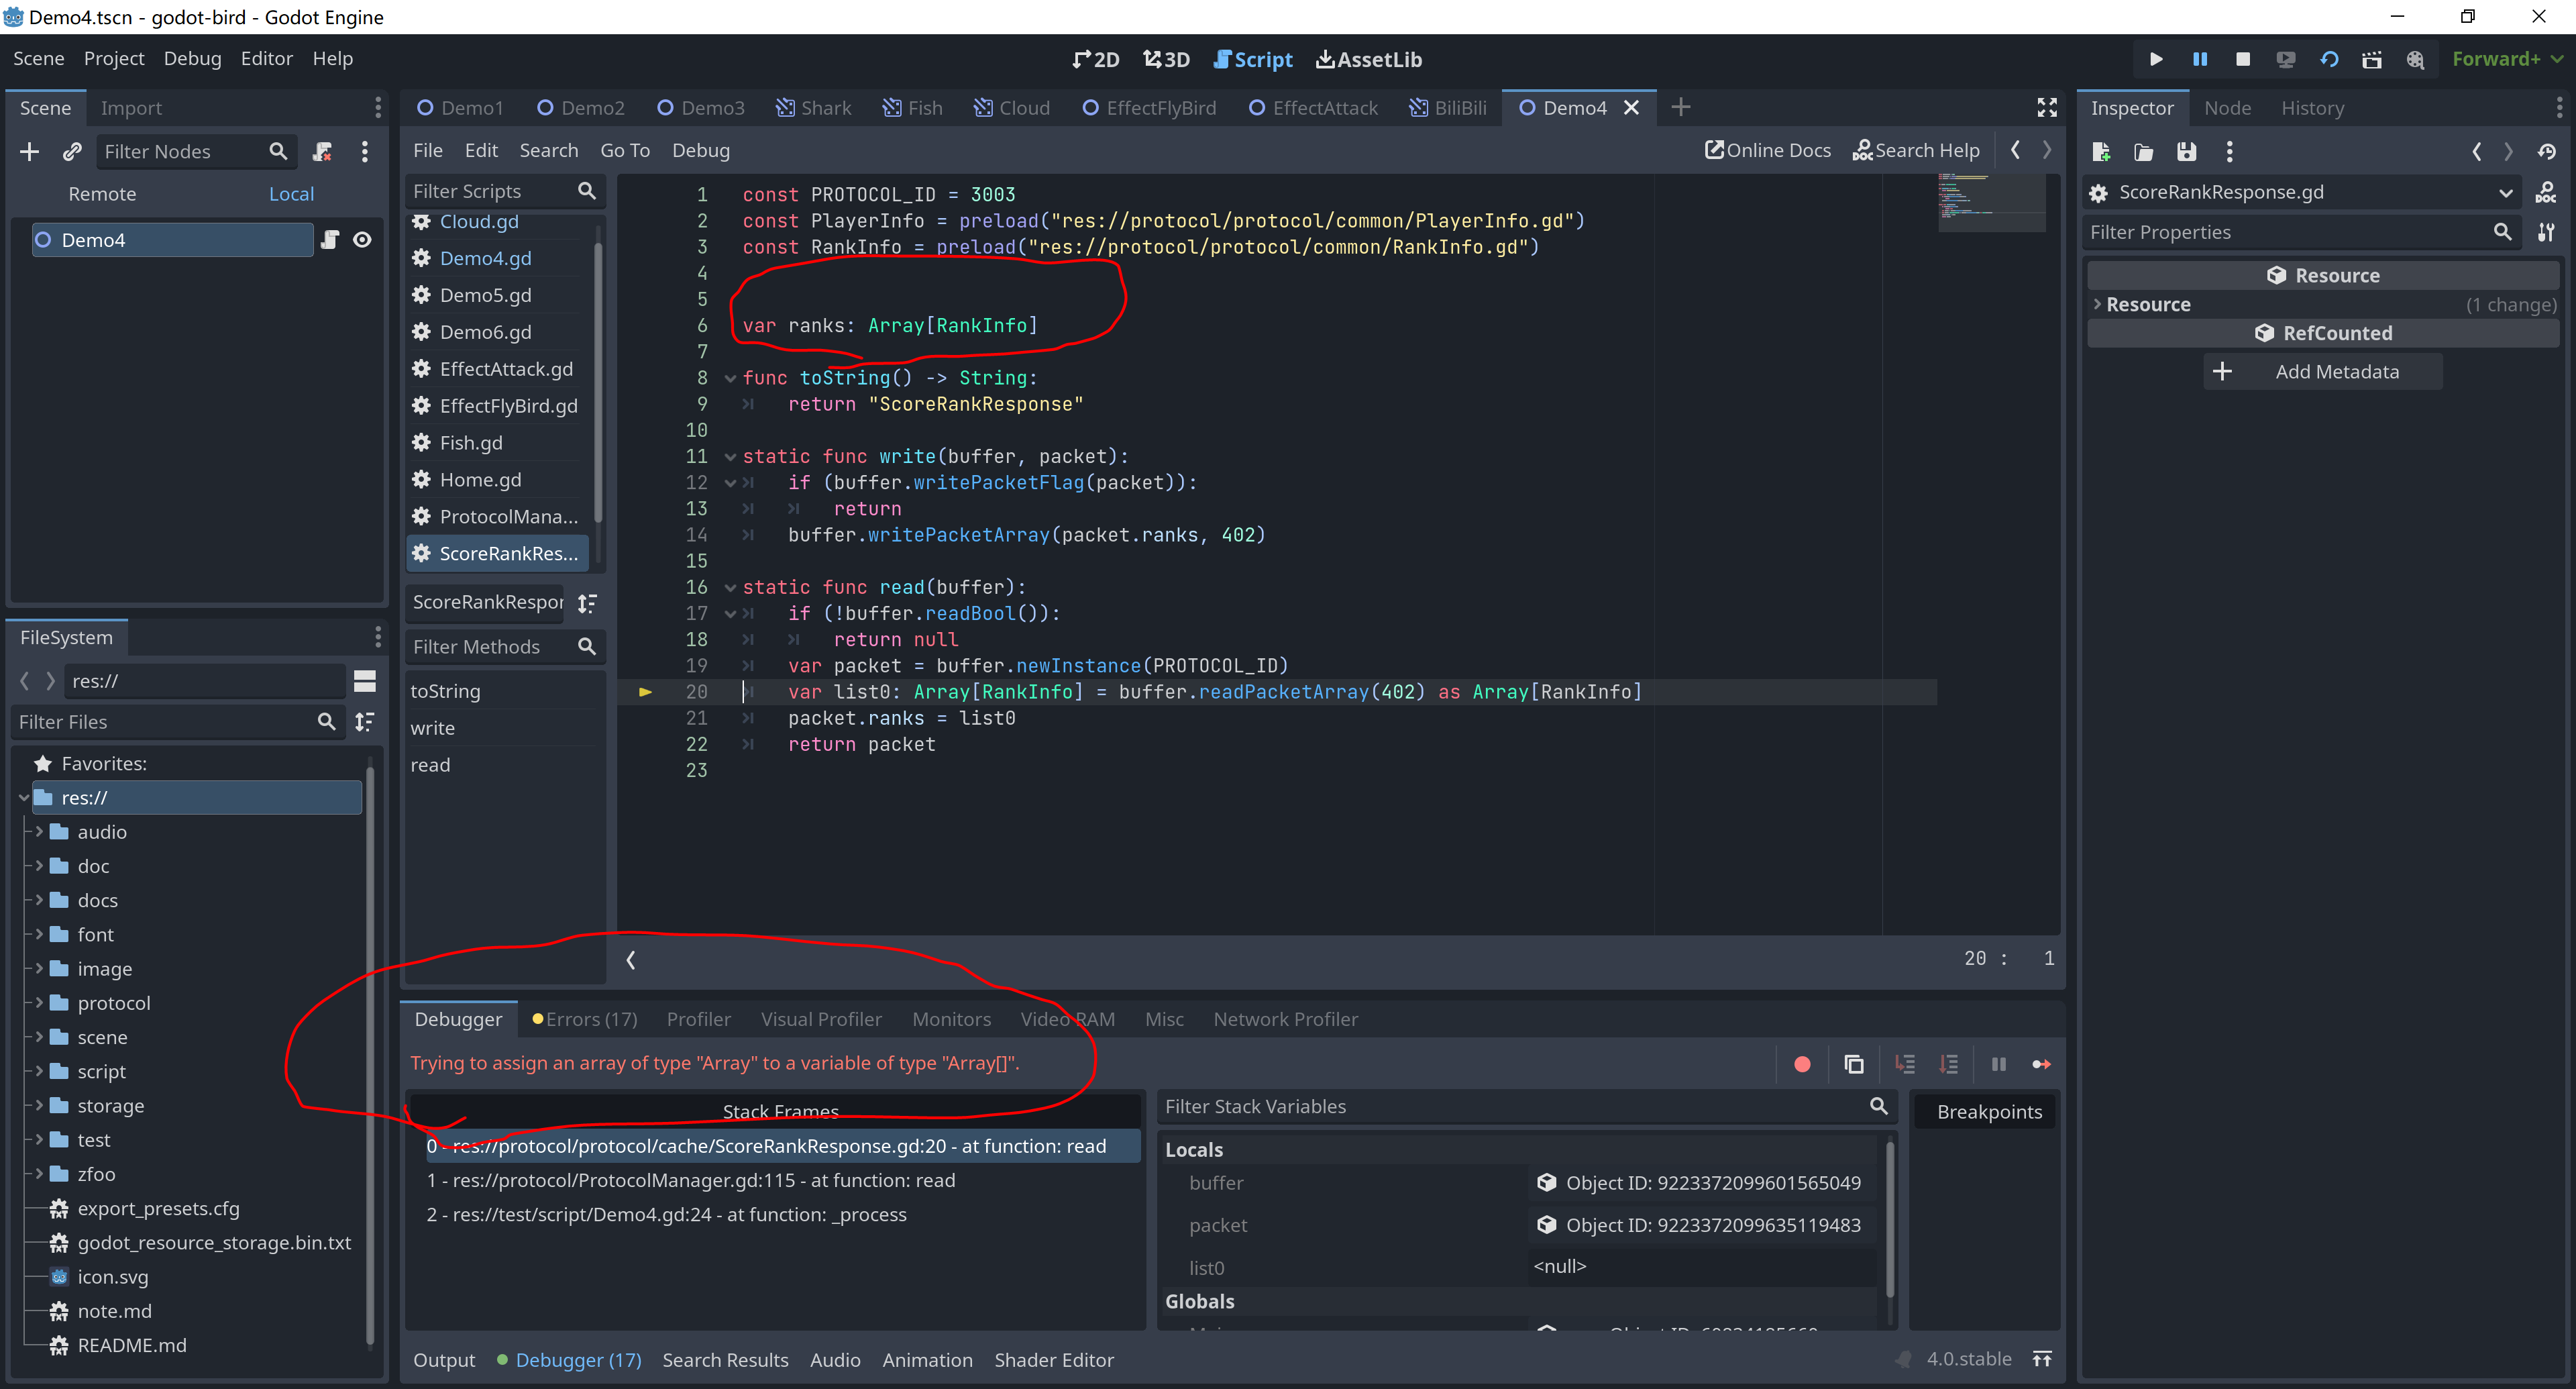 Demo4.tscn - godot-bird - Godot Engine
Scene Project Debug Editor Help
2D 3D Script AssetLib
Forward+
Scene Import
Filter Nodes
Remote Local
Demo4
FileSystem
res://
Filter Files
Favorites:
res://
audio
doc
docs
font
image
protocol
scene
script
storage
test
zfoo
export_presets.cfg
godot_resource_storage.bin.txt
icon.svg
note.md
README.md
Demo1 Demo2 Demo3 Shark Fish Cloud EffectFlyBird EffectAttack BiliBili Demo4
File Edit Search Go To Debug
Online Docs Search Help
Filter Scripts
Cloud.gd
Demo4.gd
Demo5.gd
Demo6.gd
EffectAttack.gd
EffectFlyBird.gd
Fish.gd
Home.gd
ProtocolMana...
ScoreRankRes...
ScoreRankRespor
Filter Methods
toString
write
read
1 const PROTOCOL_ID = 3003
2 const PlayerInfo = preload("res://protocol/protocol/common/PlayerInfo.gd")
3 const RankInfo = preload("res://protocol/protocol/common/RankInfo.gd")
4
5
6 var ranks: Array[RankInfo]
7
8 func toString() -> String:
9 return "ScoreRankResponse"
10
11 static func write(buffer, packet):
12 if (buffer.writePacketFlag(packet)):
13 return
14 buffer.writePacketArray(packet.ranks, 402)
15
16 static func read(buffer):
17 if (!buffer.readBool()):
18 return null
19 var packet = buffer.newInstance(PROTOCOL_ID)
20 var list0: Array[RankInfo] = buffer.readPacketArray(402) as Array[RankInfo]
21 packet.ranks = list0
22 return packet
23
20 : 1
Debugger Errors (17) Profiler Visual Profiler Monitors Video RAM Misc Network Profiler
Trying to assign an array of type "Array" to a variable of type "Array[]".
Stack Frames
0 - res://protocol/protocol/cache/ScoreRankResponse.gd:20 - at function: read
1 - res://protocol/ProtocolManager.gd:115 - at function: read
2 - res://test/script/Demo4.gd:24 - at function: _process
Filter Stack Variables
Locals
buffer Object ID: 9223372099601565049
packet Object ID: 9223372099635119483
list0 <null>
Globals
Breakpoints
Output Debugger (17) Search Results Audio Animation Shader Editor
4.0.stable
Inspector Node History
ScoreRankResponse.gd
Filter Properties
Resource
Resource (1 change)
RefCounted
Add Metadata